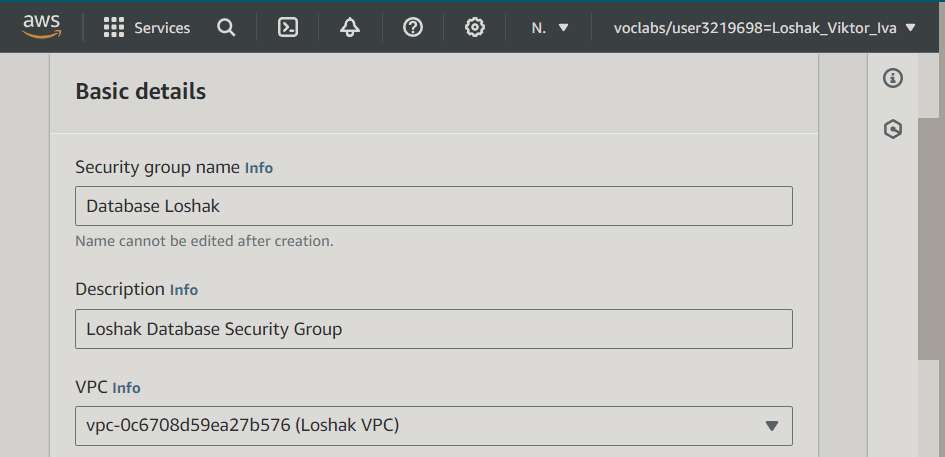 aws Services N. voclabs/user3219698=Loshak_Viktor_Iva
Basic details
Security group name Info
Database Loshak
Name cannot be edited after creation.
Description Info
Loshak Database Security Group
VPC Info
vpc-0c6708d59ea27b576 (Loshak VPC)